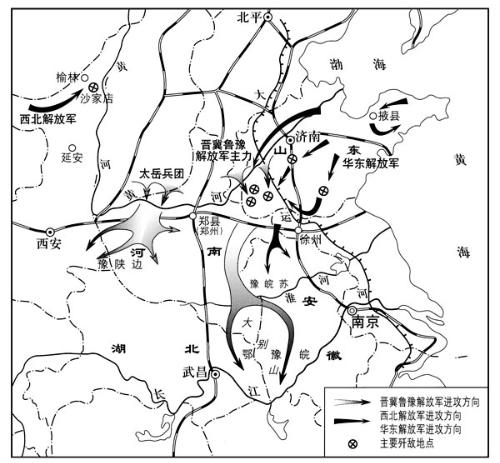 北平
渤 海
黄
河
大
运
河
榆林
沙家店
西北解放军
延安
掖县
济南
山 东
华东解放军
晋冀鲁豫
解放军主力
太岳兵团
黄
河
黄
海
西安
郑县
(郑州)
徐州
河 南
豫陕边
豫皖苏
淮
河
安 徽
南京
大
别
山
鄂 豫 皖
湖 北
武昌
长 江
晋冀鲁豫解放军进攻方向
西北解放军进攻方向
华东解放军进攻方向
主要歼敌地点